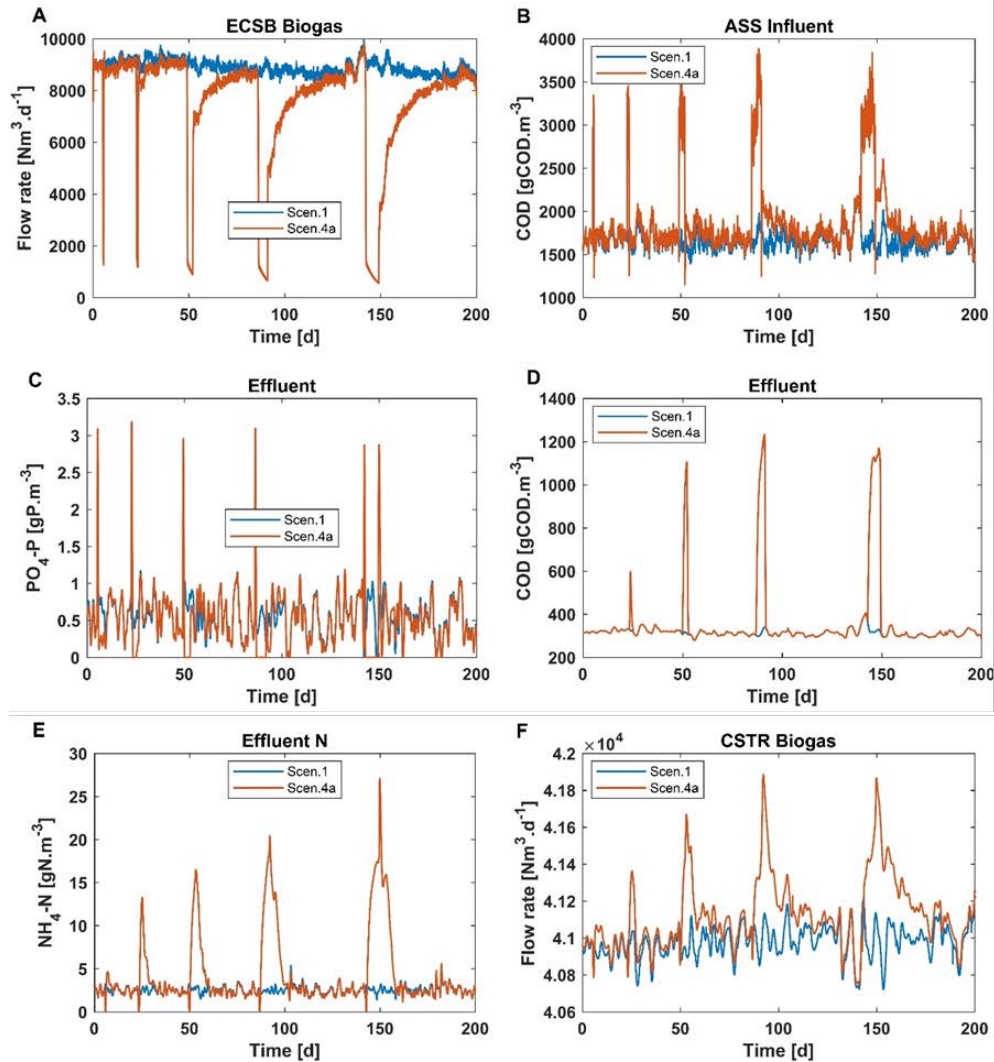 A
ECSB Biogas
Flow rate [Nm³.d⁻¹]
10000
8000
6000
4000
2000
0
Scen.1
Scen.4a
0 50 100 150 200
Time [d]
B
ASS Influent
COD [gCOD.m⁻³]
4000
3500
3000
2500
2000
1500
1000
Scen.1
Scen.4a
0 50 100 150 200
Time [d]
C
Effluent
PO₄-P [gP.m⁻³]
3.5
3
2.5
2
1.5
1
0.5
0
Scen.1
Scen.4a
0 50 100 150 200
Time [d]
D
Effluent
COD [gCOD.m⁻³]
1400
1200
1000
800
600
400
200
Scen.1
Scen.4a
0 50 100 150 200
Time [d]
E
Effluent N
NH₄-N [gN.m⁻³]
30
25
20
15
10
5
0
Scen.1
Scen.4a
0 50 100 150 200
Time [d]
F
CSTR Biogas
×10⁴
Flow rate [Nm³.d⁻¹]
4.2
4.18
4.16
4.14
4.12
4.1
4.08
4.06
Scen.1
Scen.4a
0 50 100 150 200
Time [d]